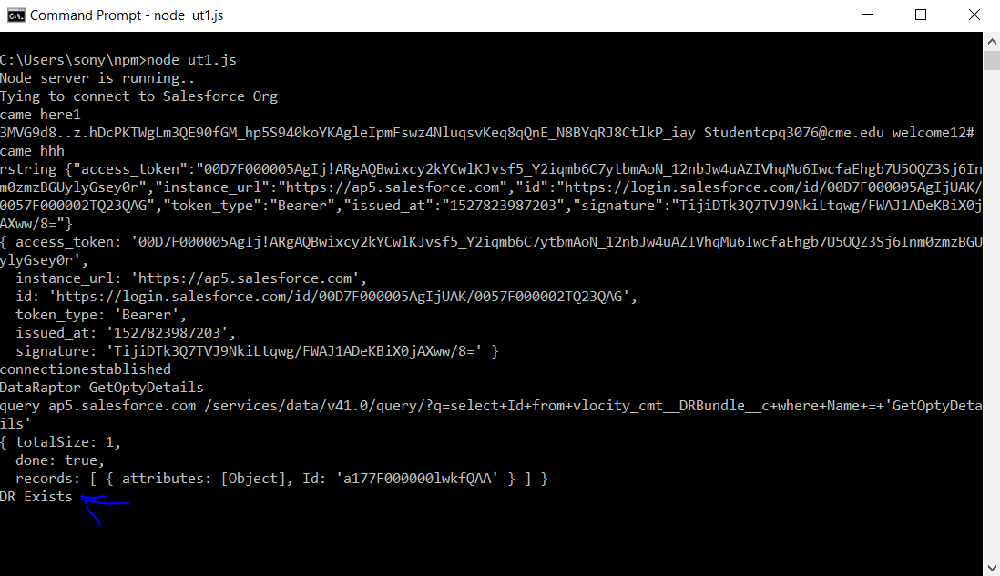 Command Prompt - node ut1.js
C:\Users\sony\npm>node ut1.js
Node server is running..
Tying to connect to Salesforce Org
came here1
3MVG9d8..z.hDcPKTWgLm3QE90fGM_hp5S940koYKAgleIpmFswz4NluqsvKeq8qQnE_N8BYqRJ8CtlkP_iay Studentcpq3076@cme.edu welcome12#
came hhh
rstring {"access_token":"00D7F000005AgIj!ARgAQBwixcy2kYCwlKJvsf5_Y2iqmb6C7ytbmAoN_12nbJw4uAZIVhqMu6IwcfaEhgb7U5OQZ3Sj6In
m0zmzBGUylyGsey0r","instance_url":"https://ap5.salesforce.com","id":"https://login.salesforce.com/id/00D7F000005AgIjUAK/
0057F000002TQ23QAG","token_type":"Bearer","issued_at":"1527823987203","signature":"TijiDTk3Q7TVJ9NkiLtqwg/FWAJ1ADeKBiX0j
AXww/8="}
{ access_token: '00D7F000005AgIj!ARgAQBwixcy2kYCwlKJvsf5_Y2iqmb6C7ytbmAoN_12nbJw4uAZIVhqMu6IwcfaEhgb7U5OQZ3Sj6Inm0zmzBGU
ylyGsey0r',
instance_url: 'https://ap5.salesforce.com',
id: 'https://login.salesforce.com/id/00D7F000005AgIjUAK/0057F000002TQ23QAG',
token_type: 'Bearer',
issued_at: '1527823987203',
signature: 'TijiDTk3Q7TVJ9NkiLtqwg/FWAJ1ADeKBiX0jAXww/8=' }
connectionestablished
DataRaptor GetOptyDetails
query ap5.salesforce.com /services/data/v41.0/query/?q=select+Id+from+vlocity_cmt__DRBundle__c+where+Name+=+'GetOptyDeta
ils'
{ totalSize: 1,
done: true,
records: [ { attributes: [Object], Id: 'a177F000000lwkfQAA' } ] }
DR Exists